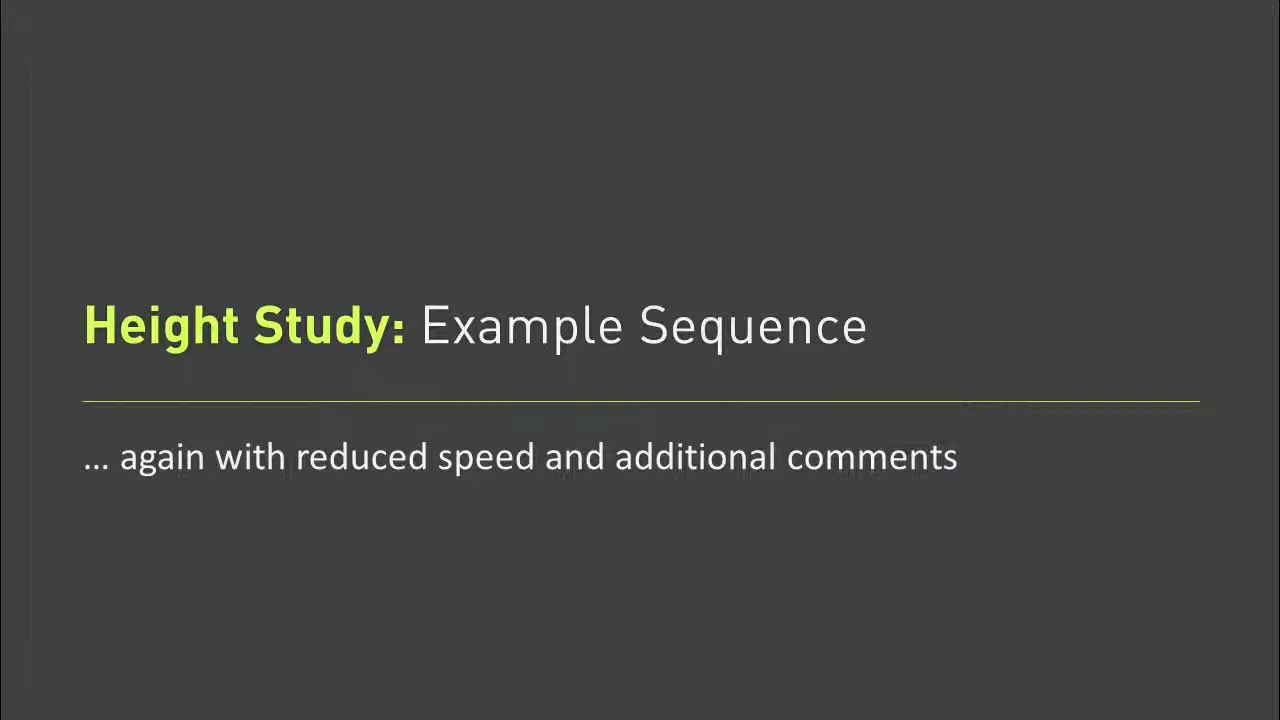 Height Study: Example Sequence
... again with reduced speed and additional comments